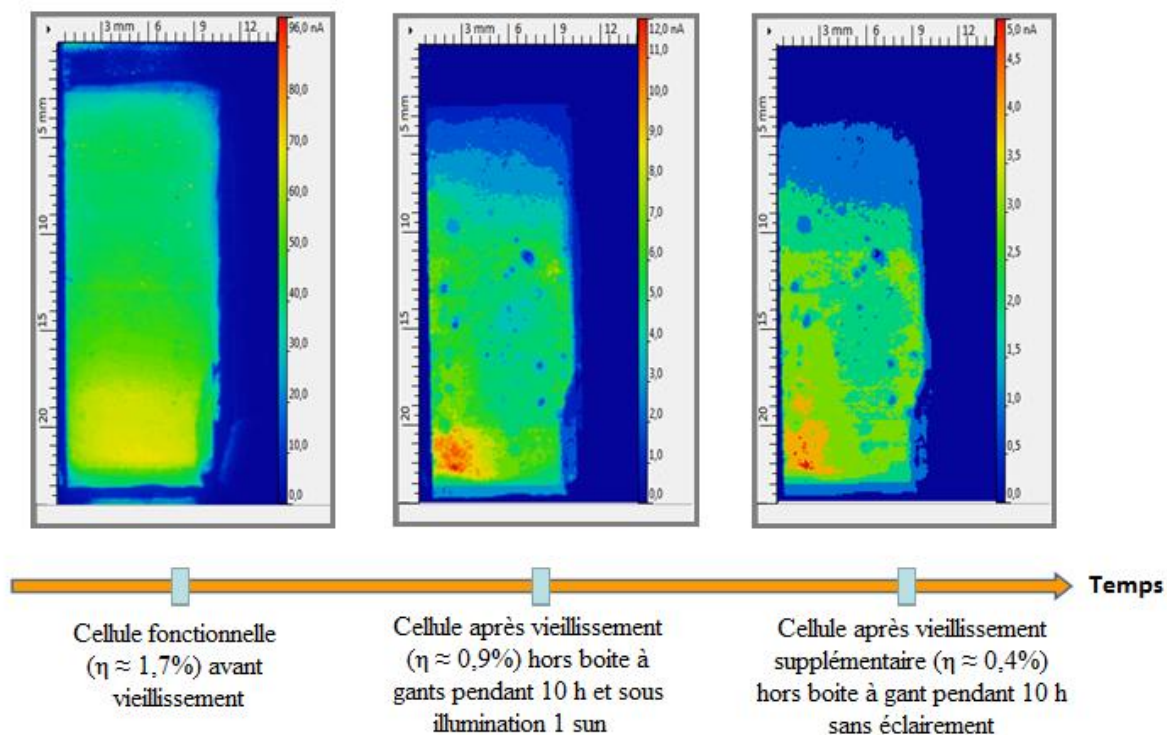 3 mm 6 9 12
96,0 nA
80,0
70,0
60,0
50,0
40,0
30,0
20,0
10,0
0,0
5 mm
10
15
20
3 mm 6 9 12
12,0 nA
11,0
10,0
9,0
8,0
7,0
6,0
5,0
4,0
3,0
2,0
1,0
0,0
5 mm
10
15
20
3 mm 6 9 12
5,0 nA
4,5
4,0
3,5
3,0
2,5
2,0
1,5
1,0
0,5
0,0
5 mm
10
15
20
Temps
Cellule fonctionnelle
(η ≈ 1,7%) avant
vieillissement
Cellule après vieillissement
(η ≈ 0,9%) hors boite à
gants pendant 10 h et sous
illumination 1 sun
Cellule après vieillissement
supplémentaire (η ≈ 0,4%)
hors boite à gant pendant 10 h
sans éclairement